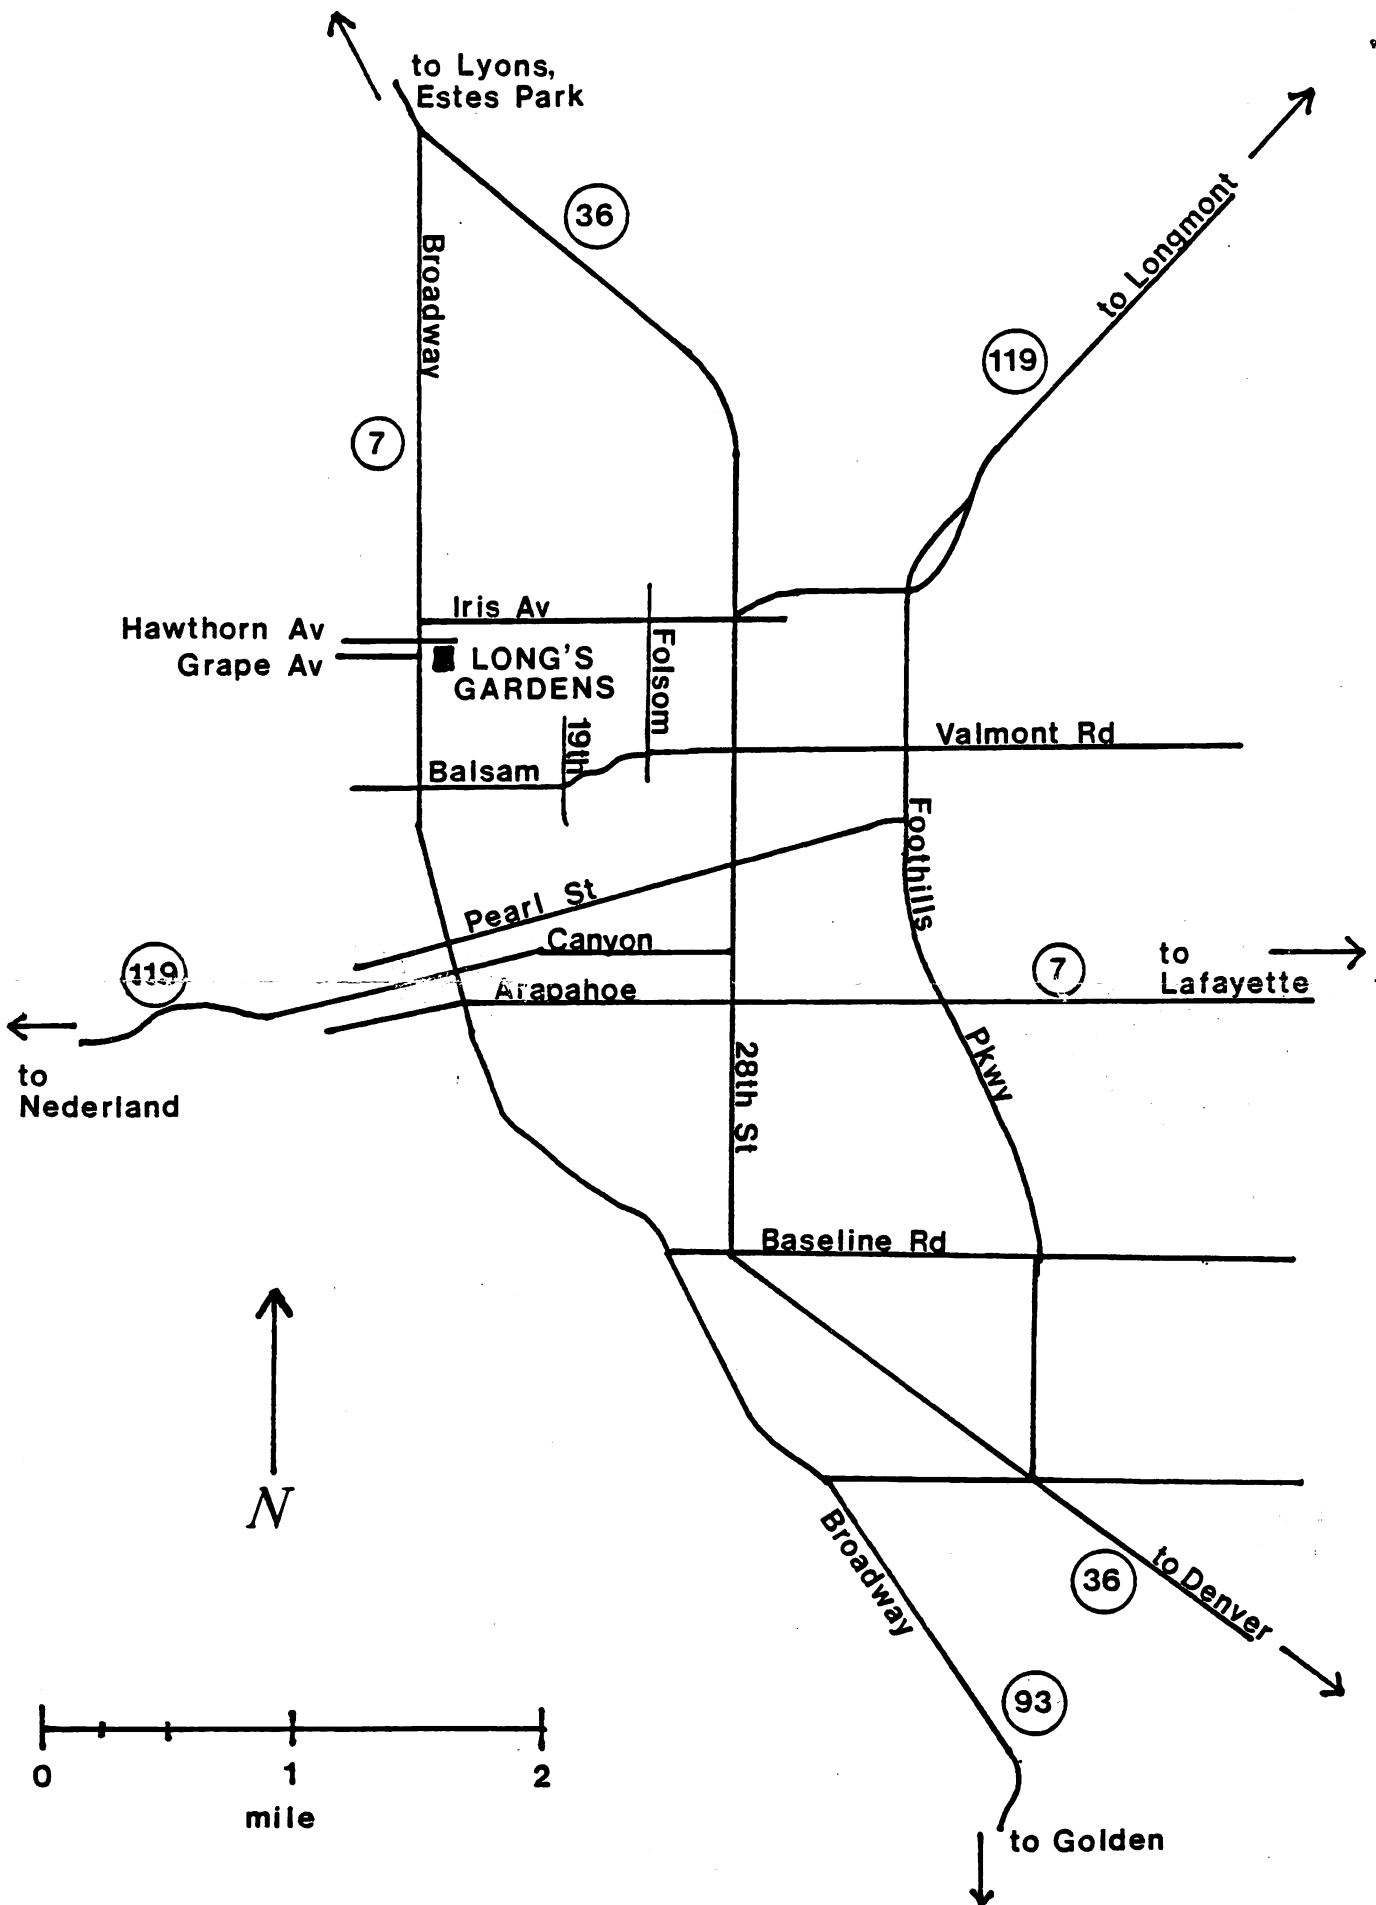 to Lyons,
Estes Park
36
Broadway
to Longmont
119
7
Iris Av
Hawthorn Av
Grape Av
LONG'S
GARDENS
Folsom
19th
Valmont Rd
Balsam
Foothills
Pearl St
Canyon
119
7
to
Lafayette
Arapahoe
to
Nederland
28th St
Pkwy
Baseline Rd
N
Broadway
36
to Denver
93
0 1 2
mile
to Golden